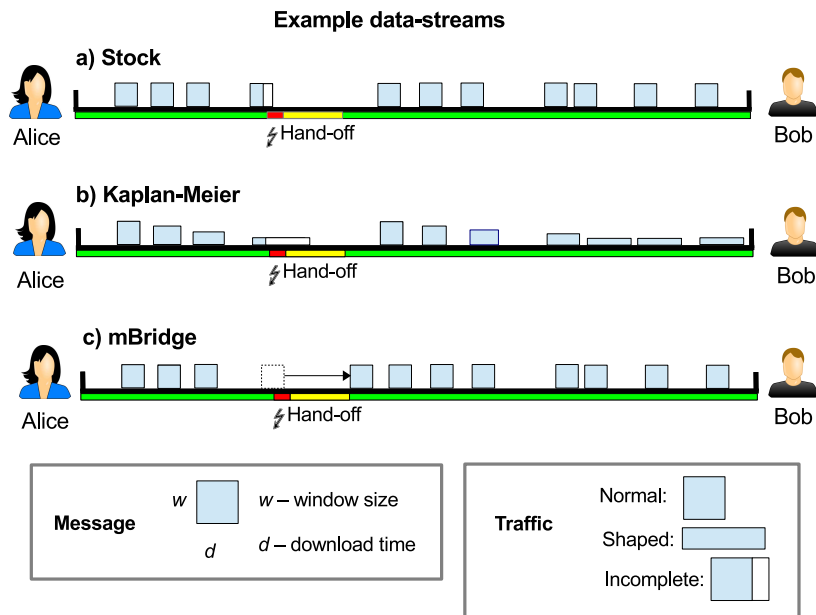 Example data-streams
a) Stock
Alice
Hand-off
Bob
b) Kaplan-Meier
Alice
Hand-off
Bob
c) mBridge
Alice
Hand-off
Bob
Message
w
d
w – window size
d – download time
Traffic
Normal:
Shaped:
Incomplete: